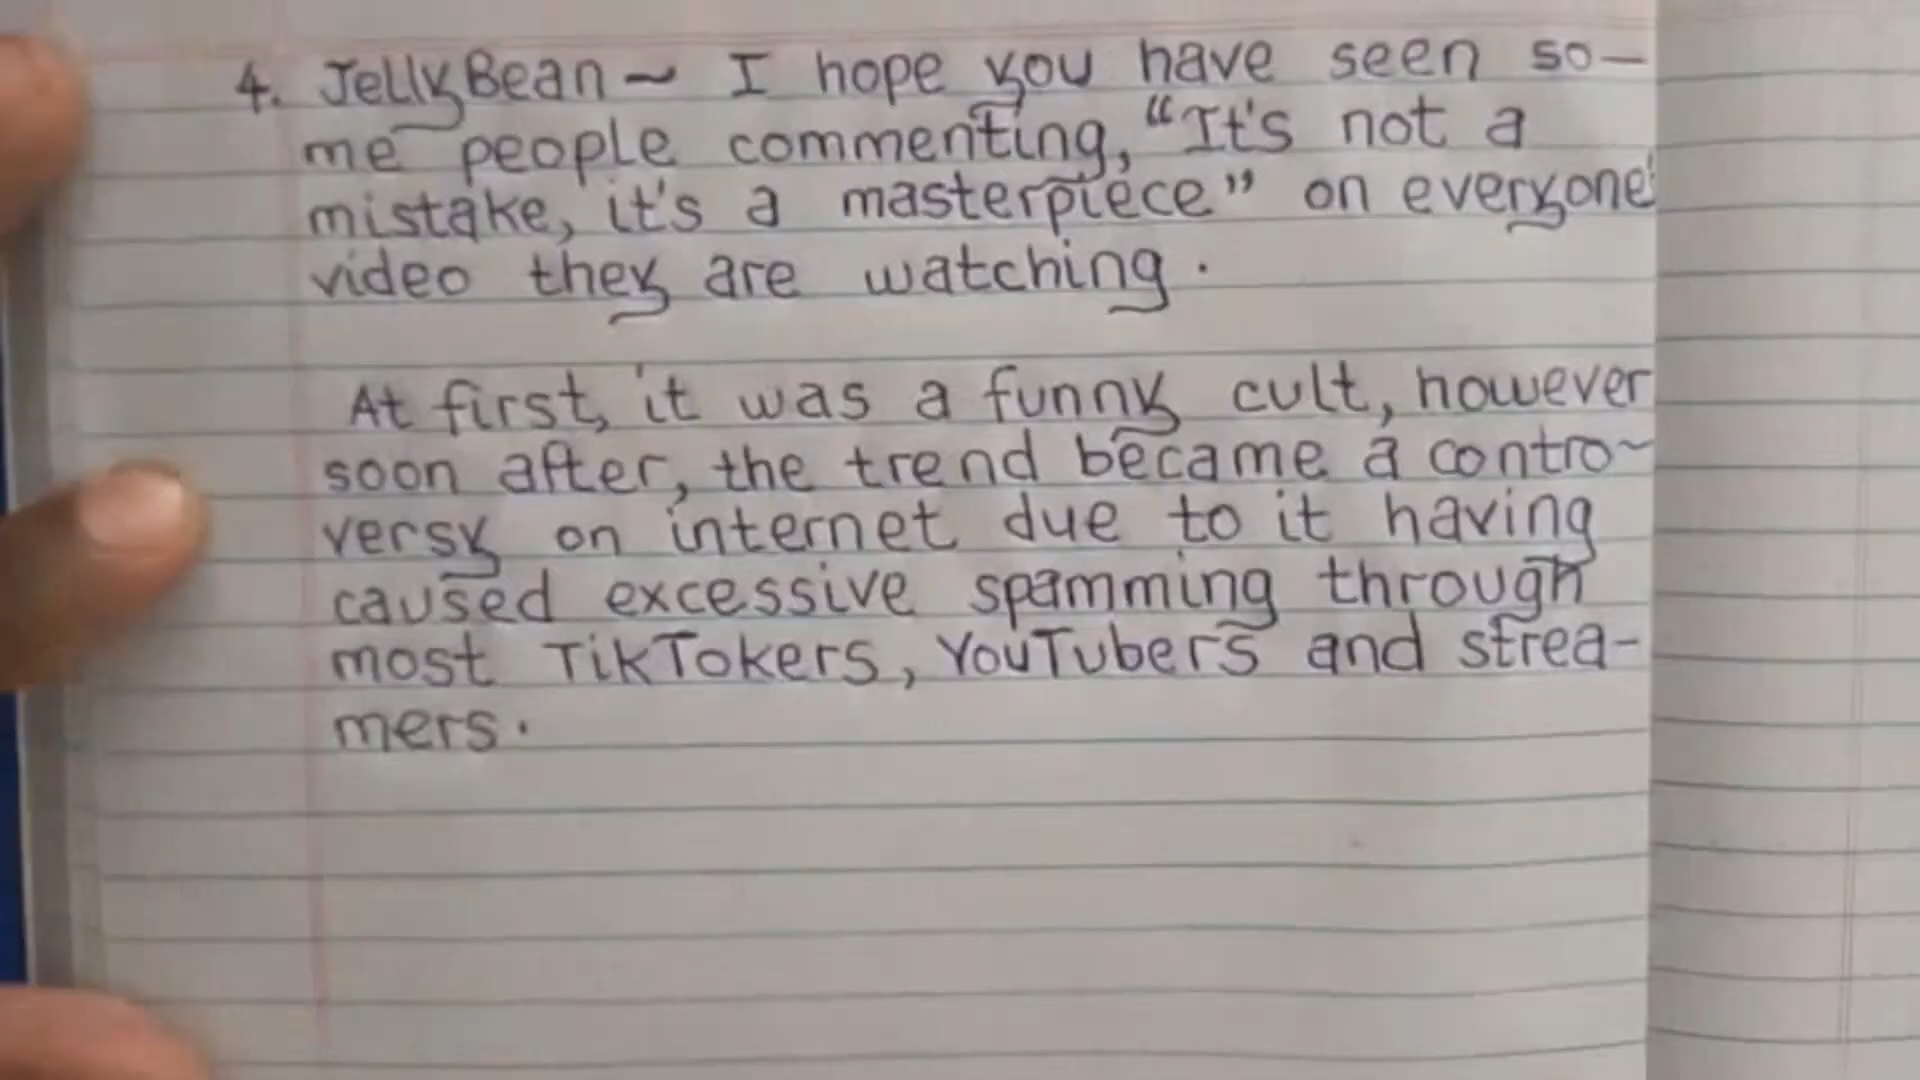 4. JellyBean ~ I hope you have seen so-
me people commenting, “It's not a
mistake, it's a masterpiece” on everyone'
video they are watching.
At first, it was a funny cult, however
soon after, the trend became a contro~
versy on internet due to it having
caused excessive spamming through
most TikTokers, YouTubers and strea-
mers.